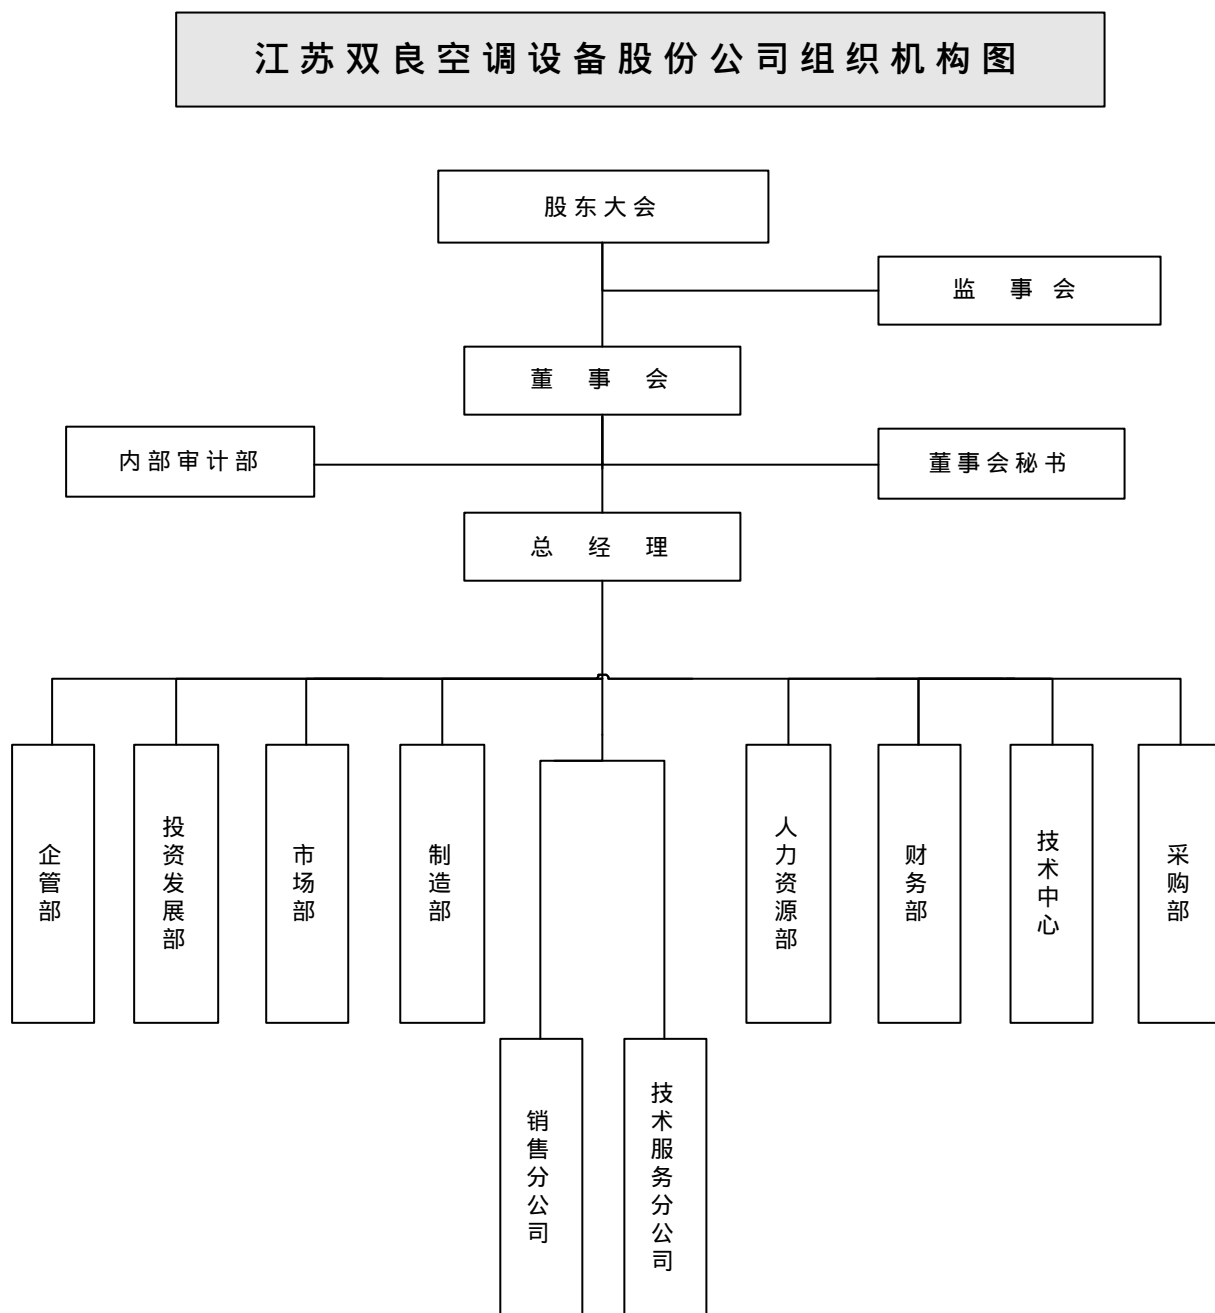 江苏双良空调设备股份公司组织机构图
股东大会
监事会
董事会
内部审计部
董事会秘书
总经理
企管部
投资发展部
市场部
制造部
人力资源部
财务部
技术中心
采购部
销售分公司
技术服务分公司